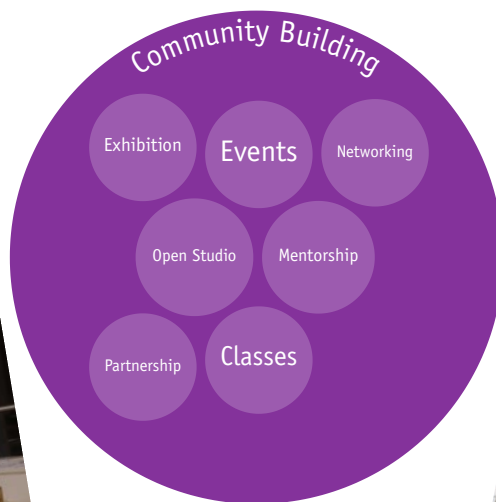 Community Building
Exhibition
Events
Networking
Open Studio
Mentorship
Partnership
Classes